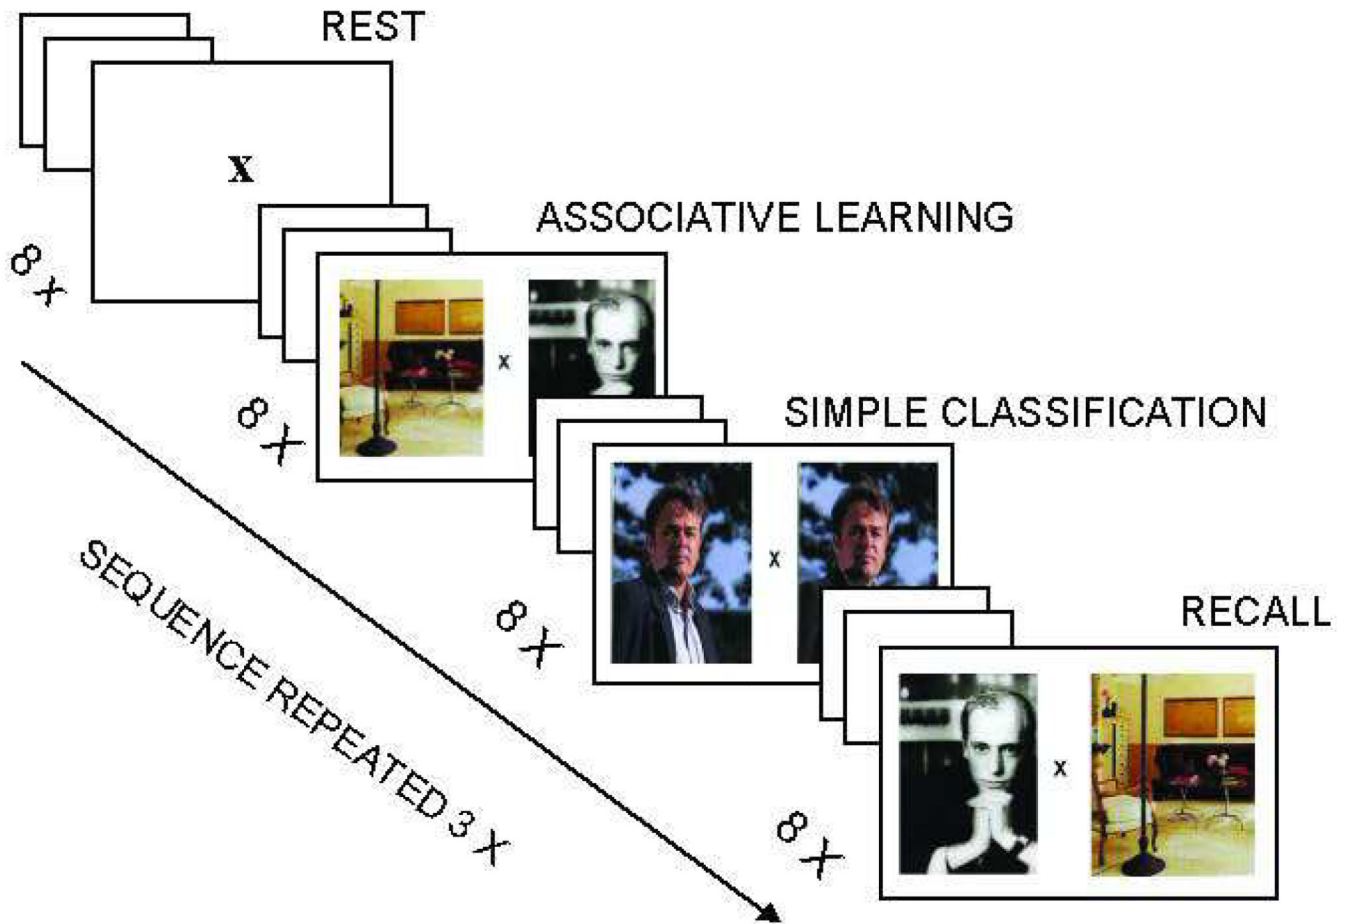 REST
x
8 X
ASSOCIATIVE LEARNING
x
8 X
SIMPLE CLASSIFICATION
x
8 X
RECALL
x
8 X
SEQUENCE REPEATED 3 X